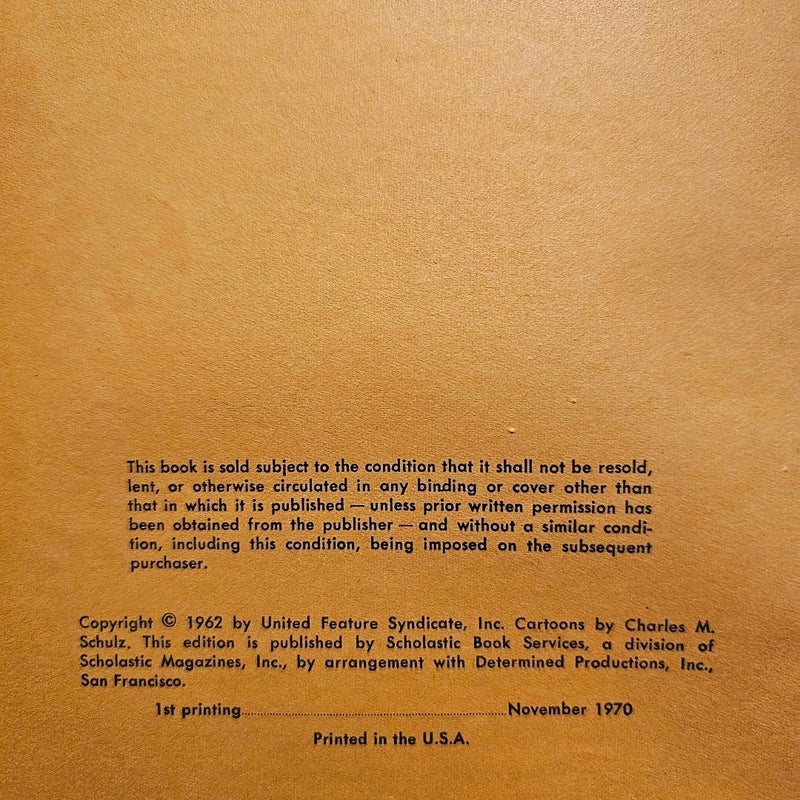 This book is sold subject to the condition that it shall not be resold,
lent, or otherwise circulated in any binding or cover other than
that in which it is published — unless prior written permission has
been obtained from the publisher — and without a similar condi-
tion, including this condition, being imposed on the subsequent
purchaser.
Copyright © 1962 by United Feature Syndicate, Inc. Cartoons by Charles M.
Schulz. This edition is published by Scholastic Book Services, a division of
Scholastic Magazines, Inc., by arrangement with Determined Productions, Inc.,
San Francisco.
1st printing..........................................................November 1970
Printed in the U.S.A.